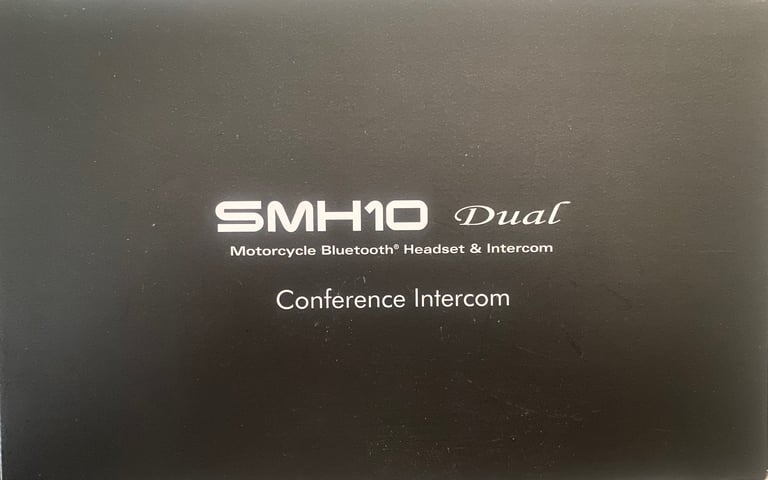 SMH10 Dual
Motorcycle Bluetooth® Headset & Intercom
Conference Intercom